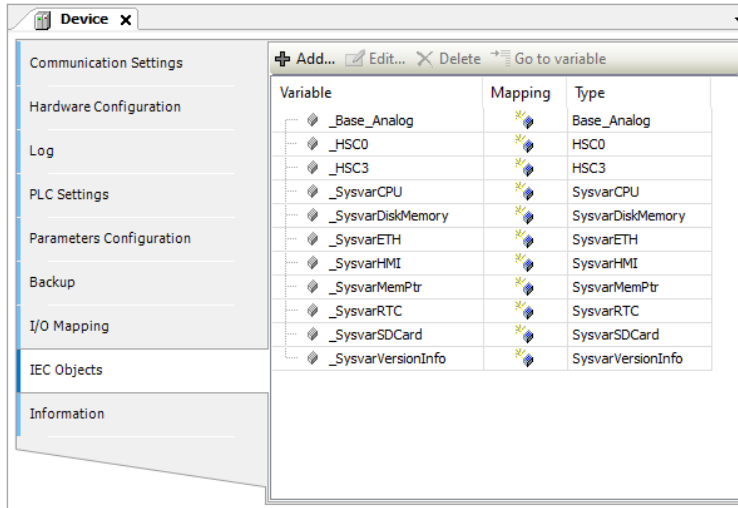 Device
Communication Settings
Hardware Configuration
Log
PLC Settings
Parameters Configuration
Backup
I/O Mapping
IEC Objects
Information
Add... Edit... Delete Go to variable
Variable Mapping Type
_Base_Analog Base_Analog
_HSC0 HSC0
_HSC3 HSC3
_SysvarCPU SysvarCPU
_SysvarDiskMemory SysvarDiskMemory
_SysvarETH SysvarETH
_SysvarHMI SysvarHMI
_SysvarMemPtr SysvarMemPtr
_SysvarRTC SysvarRTC
_SysvarSDCard SysvarSDCard
_SysvarVersionInfo SysvarVersionInfo